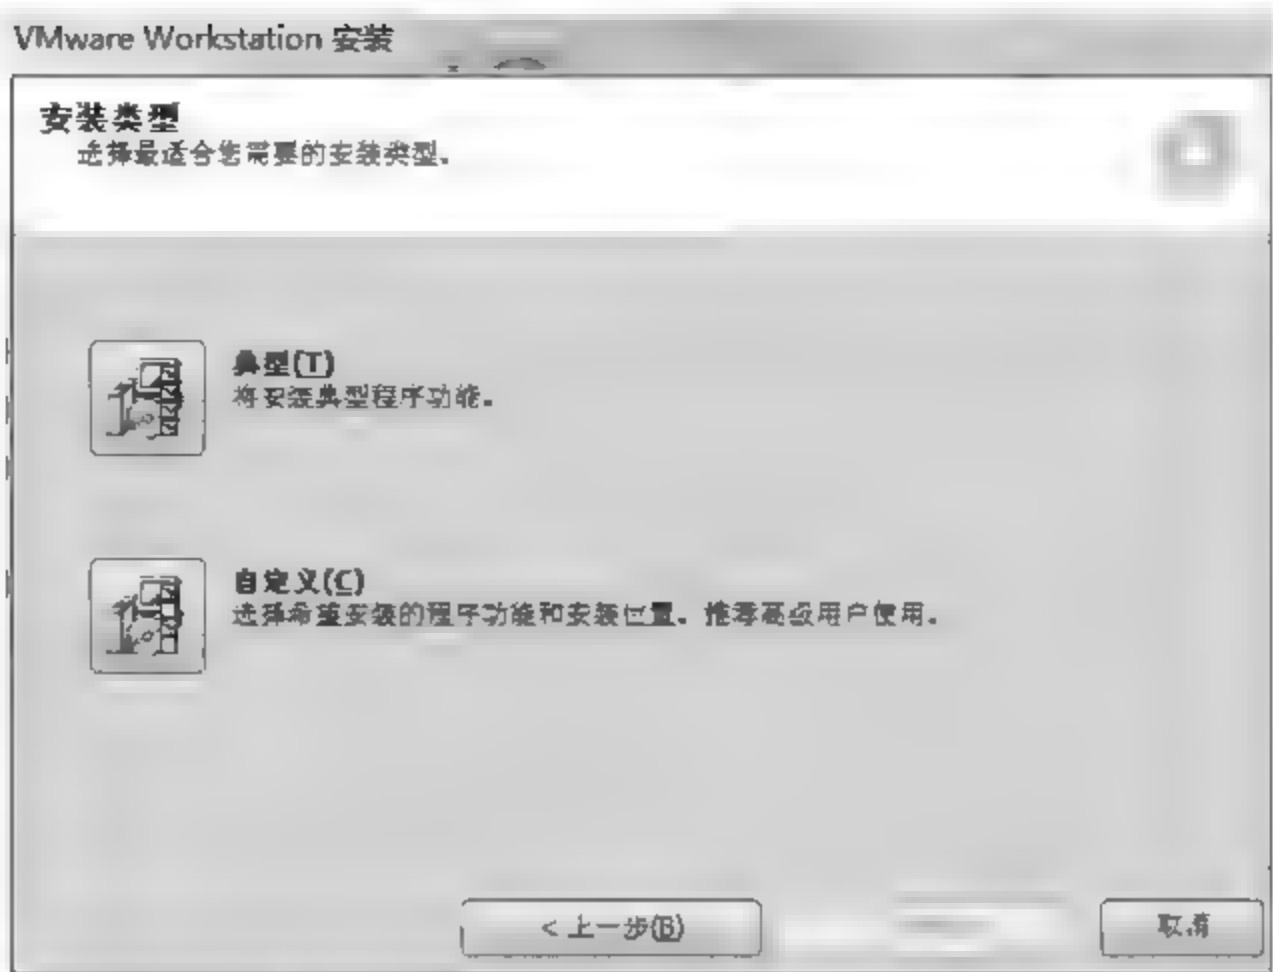 VMware Workstation 安装
安装类型
选择最适合您需要的安装类型。
典型(T)
将安装典型程序功能。
自定义(C)
选择希望安装的程序功能和安装位置。推荐高级用户使用。
< 上一步(B)
取消